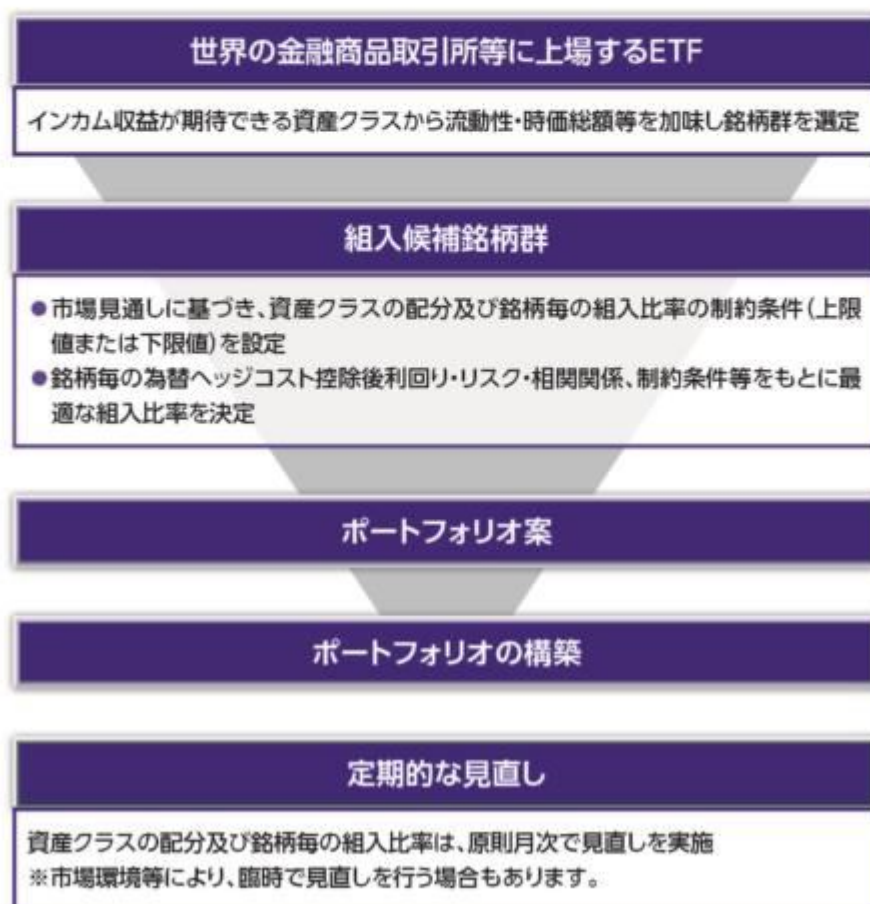 世界の金融商品取引所等に上場するETF
インカム収益が期待できる資産クラスから流動性・時価総額等を加味し銘柄群を選定
組入候補銘柄群
●市場見通しに基づき、資産クラスの配分及び銘柄毎の組入比率の制約条件(上限
値または下限値)を設定
●銘柄毎の為替ヘッジコスト控除後利回り・リスク・相関関係、制約条件等をもとに最
適な組入比率を決定
ポートフォリオ案
ポートフォリオの構築
定期的な見直し
資産クラスの配分及び銘柄毎の組入比率は、原則月次で見直しを実施
※市場環境等により、臨時で見直しを行う場合もあります。